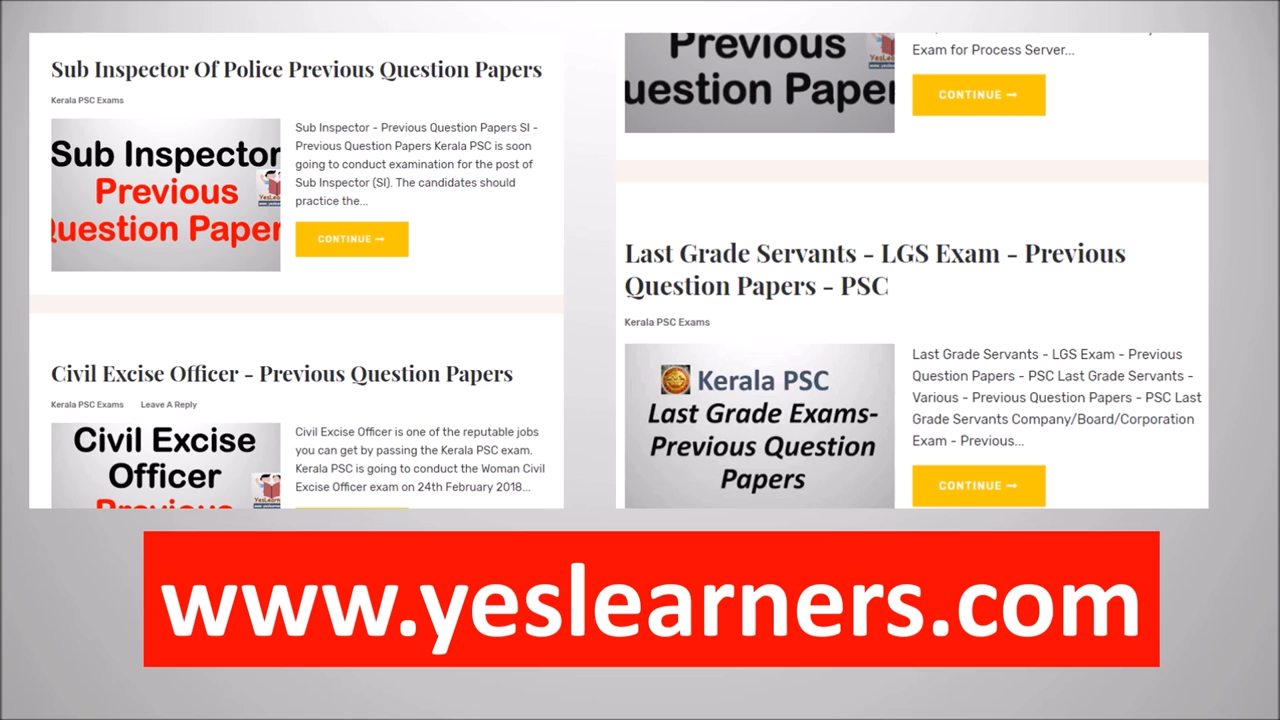 Sub Inspector Of Police Previous Question Papers
Kerala PSC Exams
Sub Inspector
Previous
Question Paper
YesLear
Sub Inspector - Previous Question Papers SI -
Previous Question Papers Kerala PSC is soon
going to conduct examination for the post of
Sub Inspector (SI). The candidates should
practice the...
CONTINUE →
Civil Excise Officer - Previous Question Papers
Kerala PSC Exams Leave A Reply
Civil Excise
Officer
Previous
YesLearn
Civil Excise Officer is one of the reputable jobs
you can get by passing the Kerala PSC exam.
Kerala PSC is going to conduct the Woman Civil
Excise Officer exam on 24th February 2018...
Previous
uestion Paper
Exam for Process Server...
CONTINUE →
Last Grade Servants - LGS Exam - Previous
Question Papers - PSC
Kerala PSC Exams
Kerala PSC
Last Grade Exams-
Previous Question
Papers
Last Grade Servants - LGS Exam - Previous
Question Papers - PSC Last Grade Servants -
Various - Previous Question Papers - PSC Last
Grade Servants Company/Board/Corporation
Exam - Previous...
CONTINUE →
www.yeslearners.com